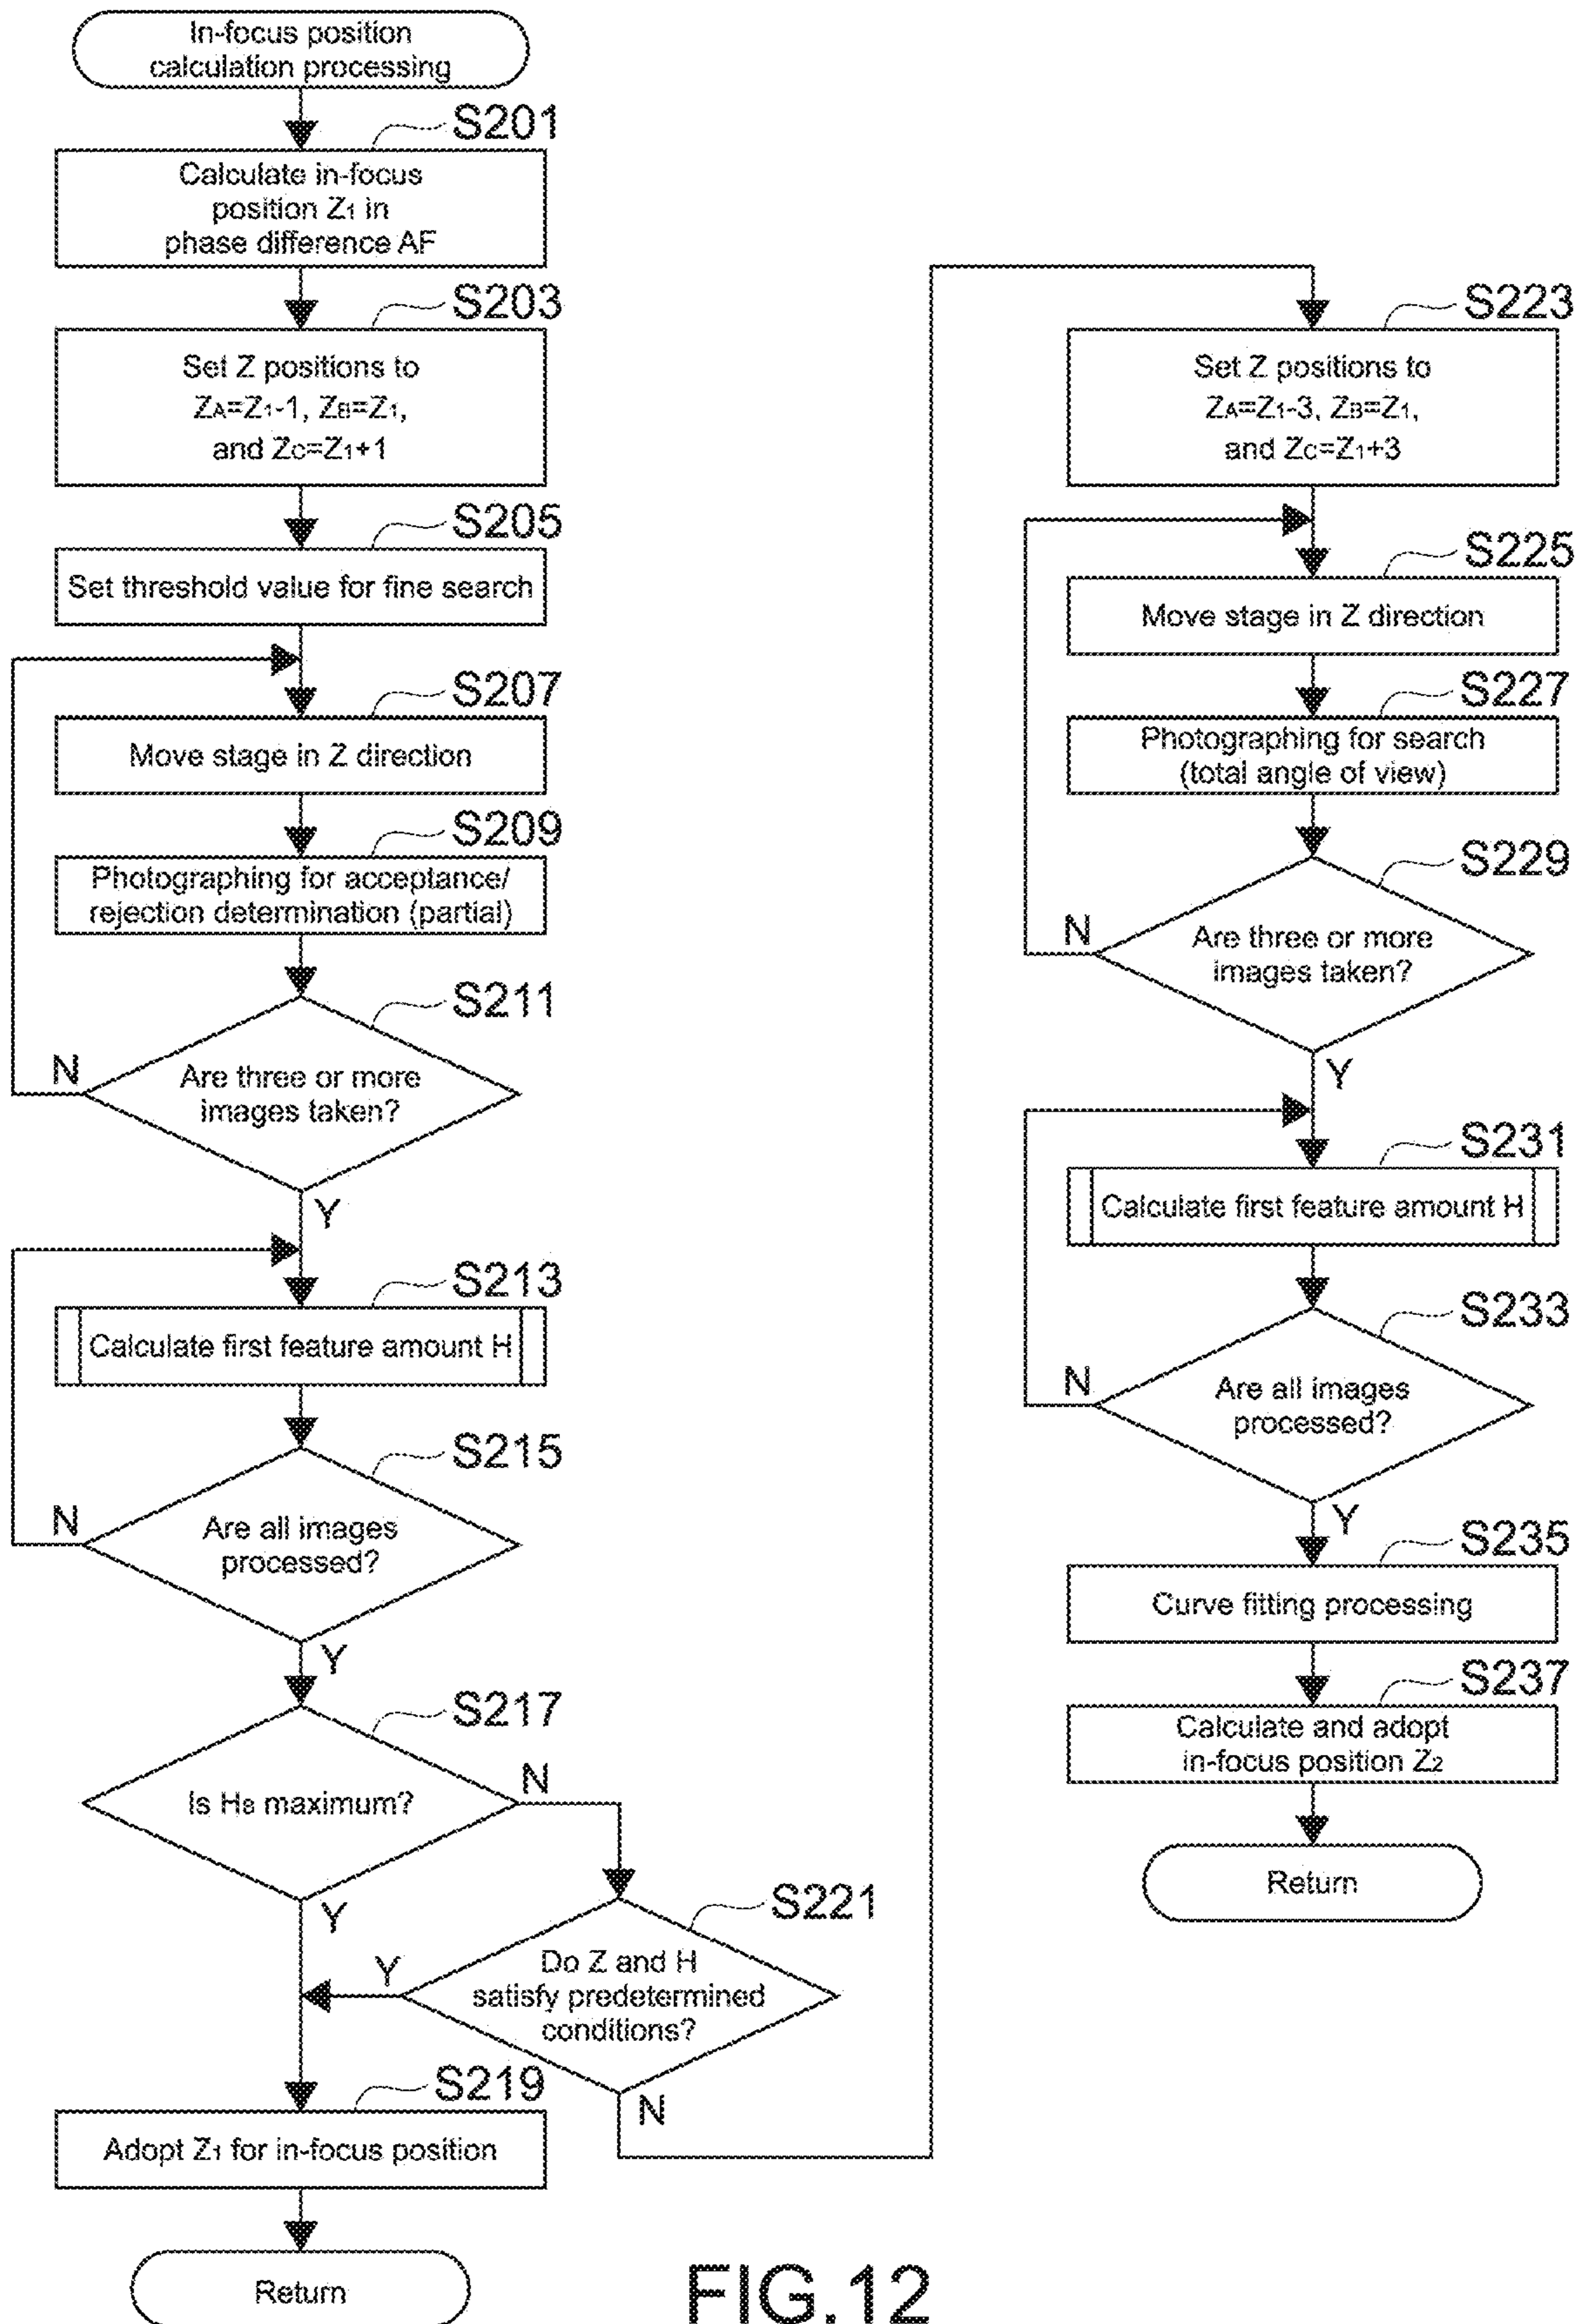 In-focus position
calculation processing
S201
Calculate in-focus
position Z1 in
phase difference AF
S203
Set Z positions to
ZA=Z1-1, ZB=Z1,
and ZC=Z1+1
S205
Set threshold value for fine search
S207
Move stage in Z direction
S209
Photographing for acceptance/
rejection determination (partial)
S211
Are three or more
images taken?
N
Y
S213
Calculate first feature amount H
S215
Are all images
processed?
N
Y
S217
Is HB maximum?
N
Y
S221
Do Z and H
satisfy predetermined
conditions?
Y
N
S219
Adopt Z1 for in-focus position
Return
S223
Set Z positions to
ZA=Z1-3, ZB=Z1,
and ZC=Z1+3
S225
Move stage in Z direction
S227
Photographing for search
(total angle of view)
S229
Are three or more
images taken?
N
Y
S231
Calculate first feature amount H
S233
Are all images
processed?
N
Y
S235
Curve fitting processing
S237
Calculate and adopt
in-focus position Z2
Return
FIG.12